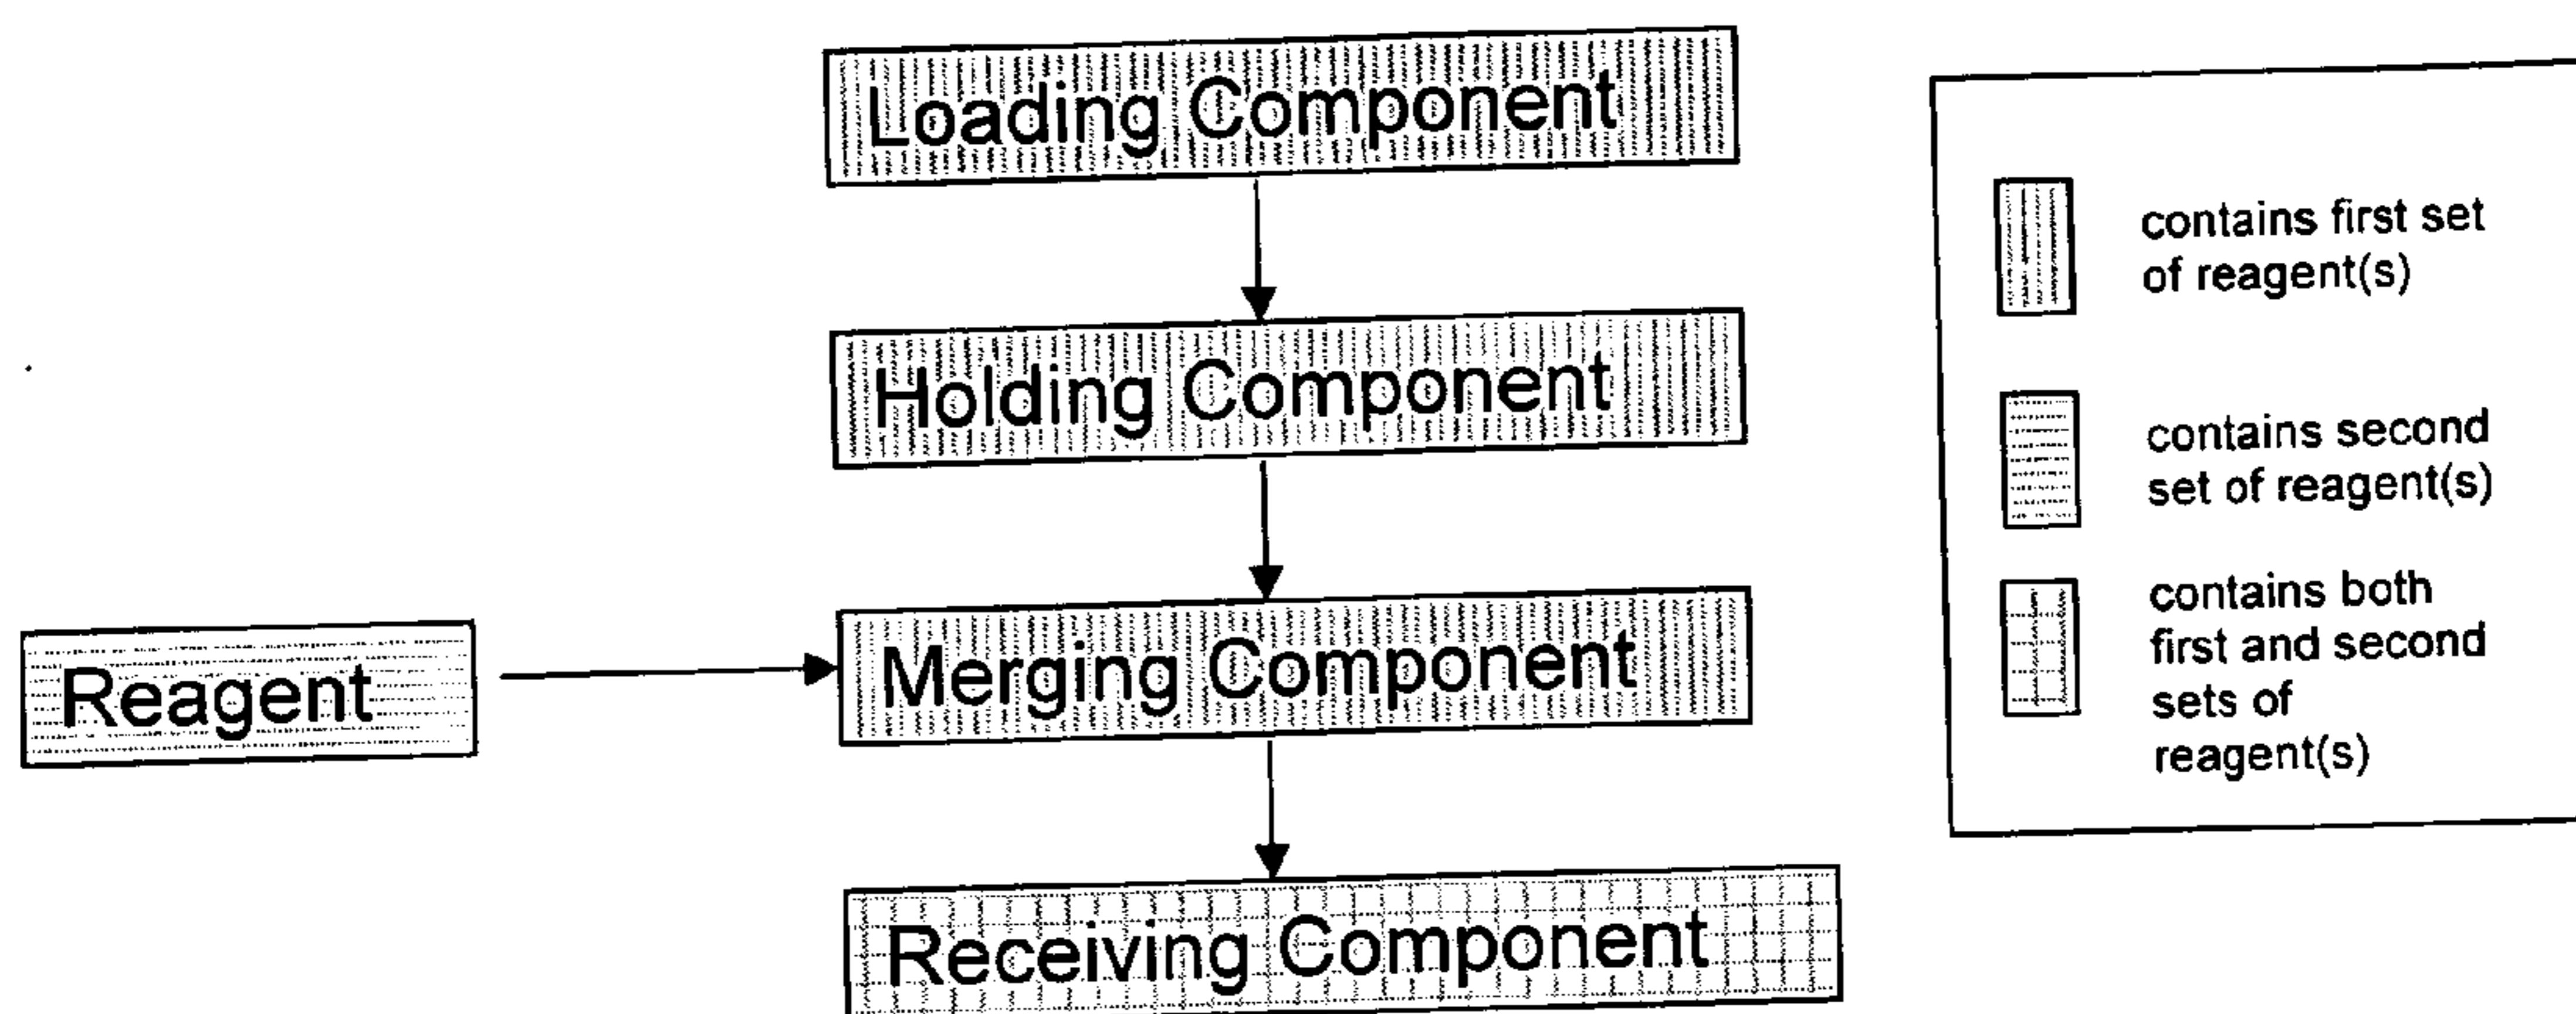 Loading Component
Holding Component
Reagent
Merging Component
Receiving Component
contains first set
of reagent(s)
contains second
set of reagent(s)
contains both
first and second
sets of
reagent(s)